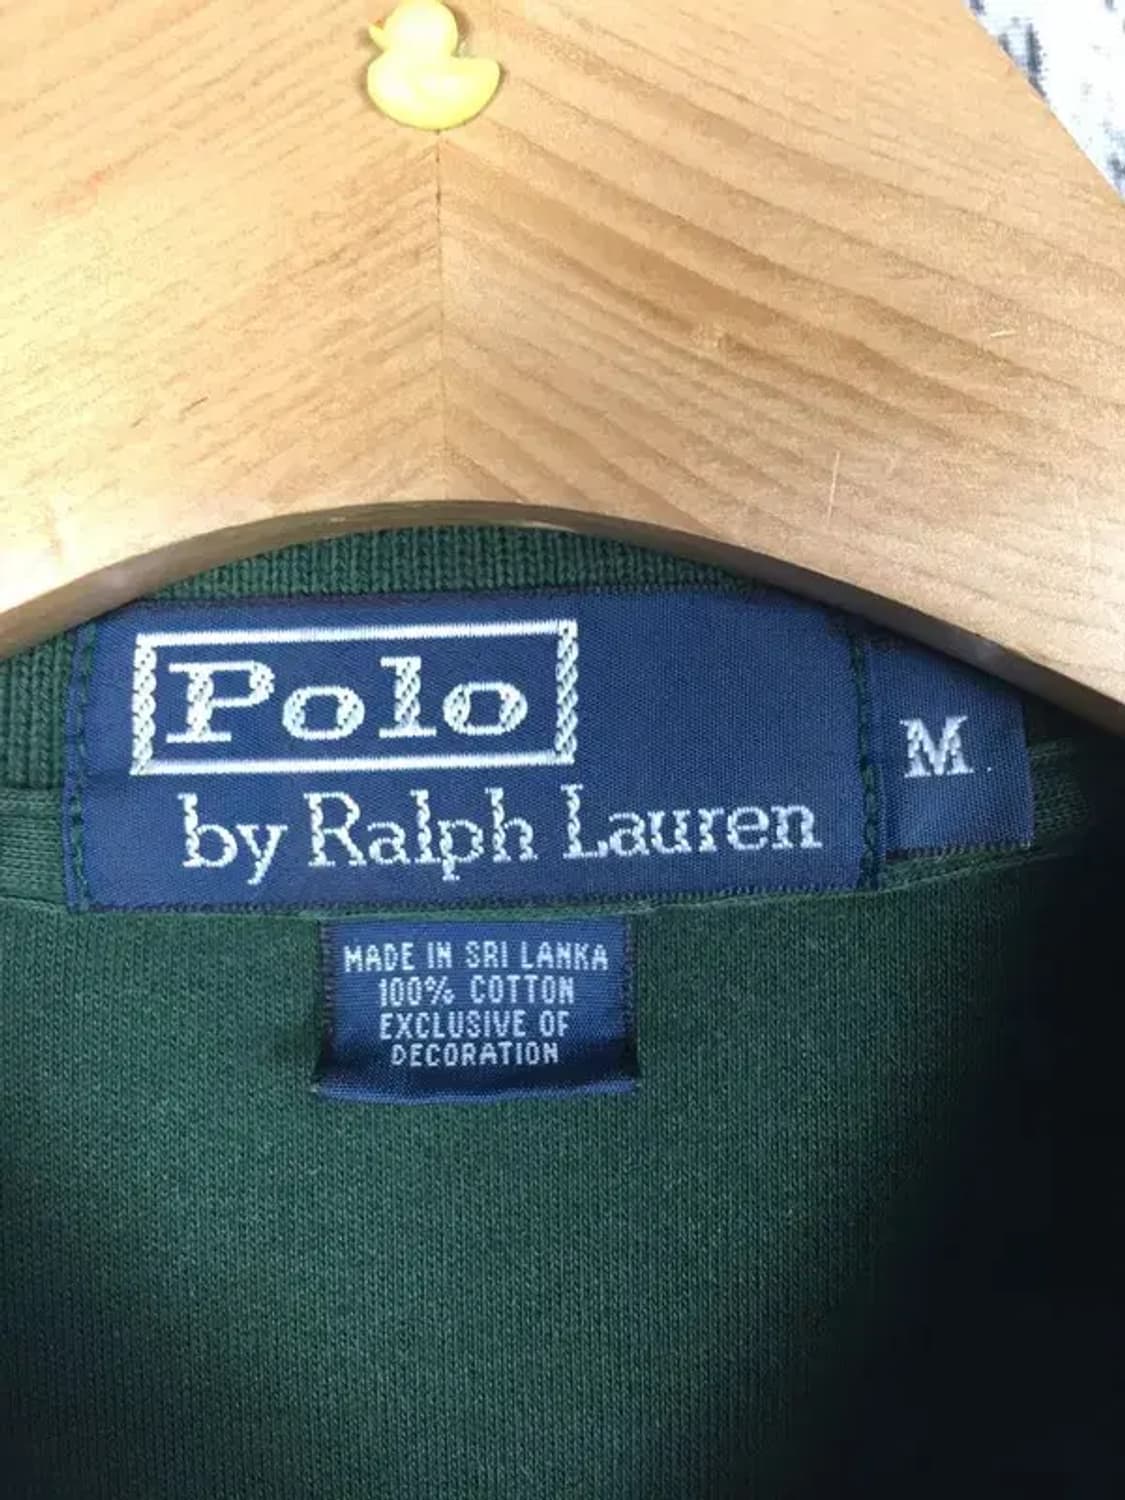 Polo
by Ralph Lauren
M
MADE IN SRI LANKA
100% COTTON
EXCLUSIVE OF
DECORATION